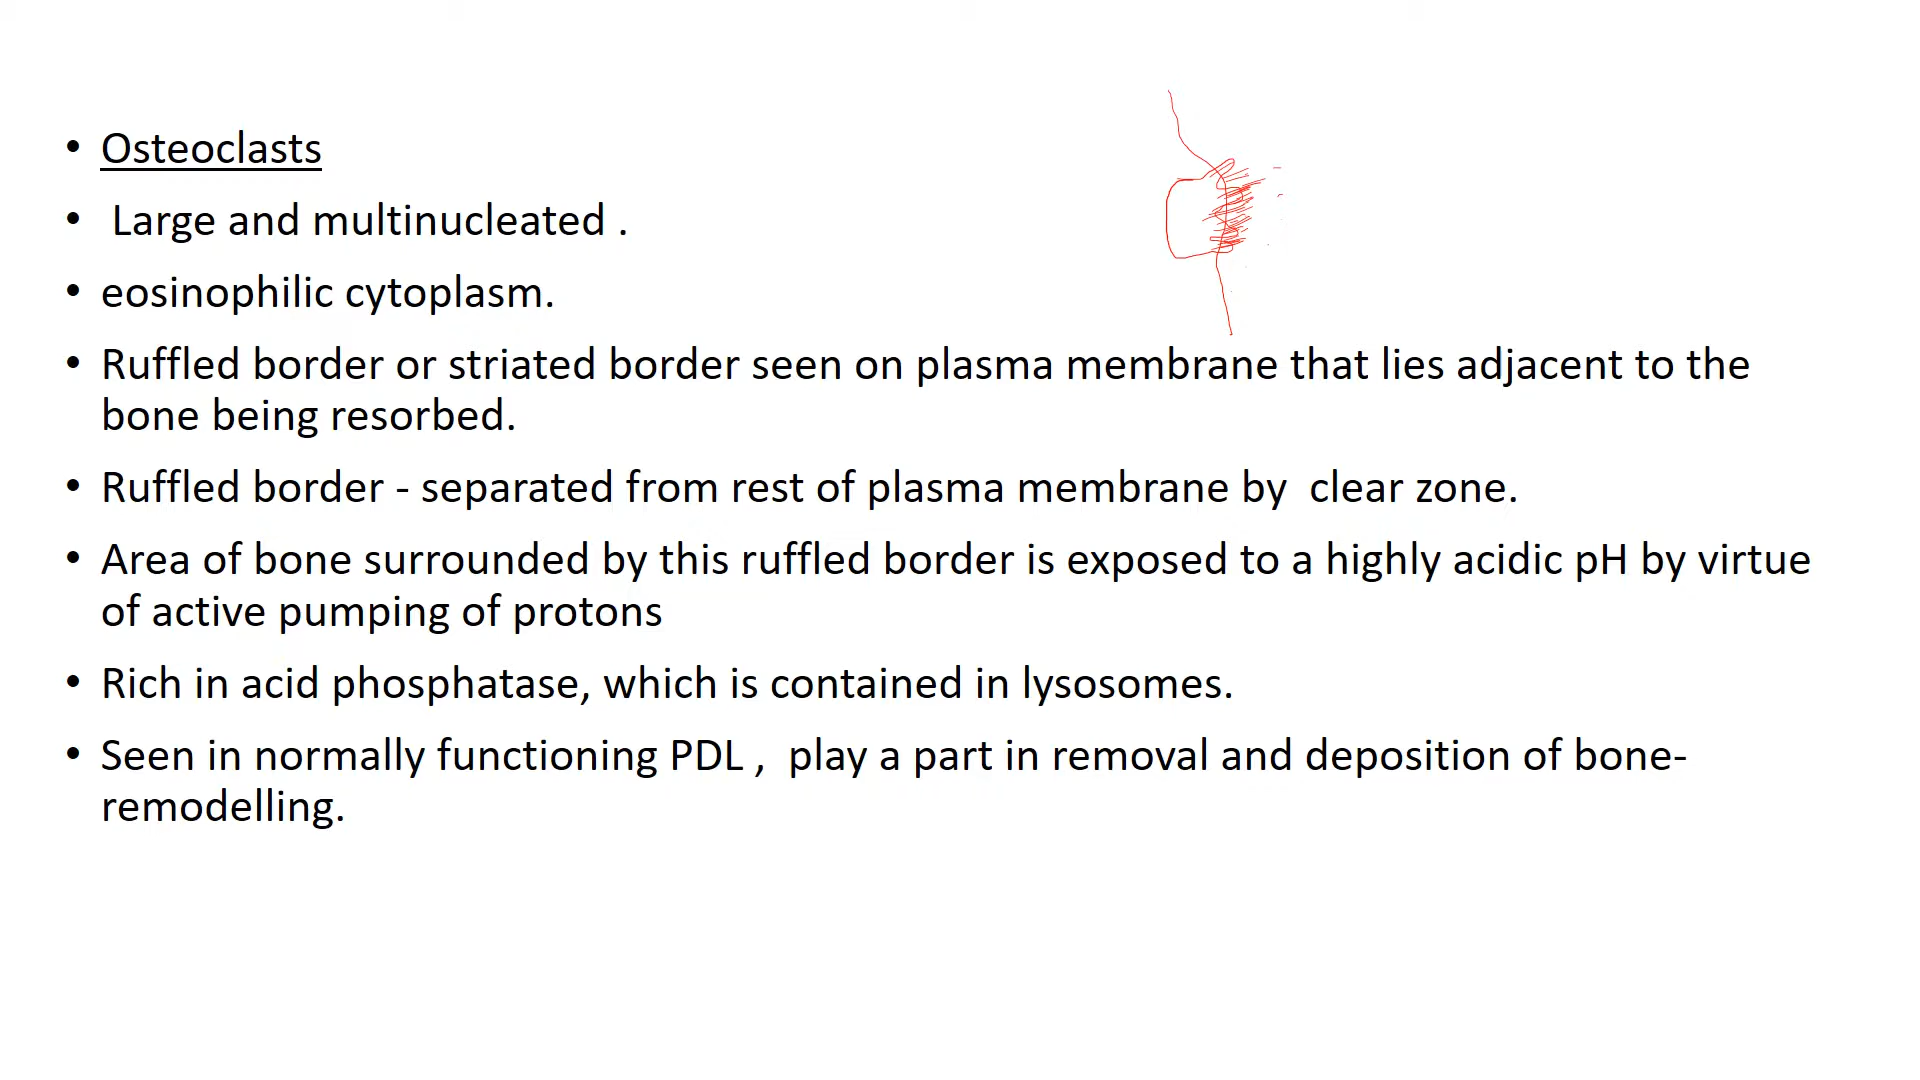 • Osteoclasts
• Large and multinucleated .
• eosinophilic cytoplasm.
• Ruffled border or striated border seen on plasma membrane that lies adjacent to the
bone being resorbed.
• Ruffled border - separated from rest of plasma membrane by  clear zone.
• Area of bone surrounded by this ruffled border is exposed to a highly acidic pH by virtue
of active pumping of protons
• Rich in acid phosphatase, which is contained in lysosomes.
• Seen in normally functioning PDL ,  play a part in removal and deposition of bone-
remodelling.